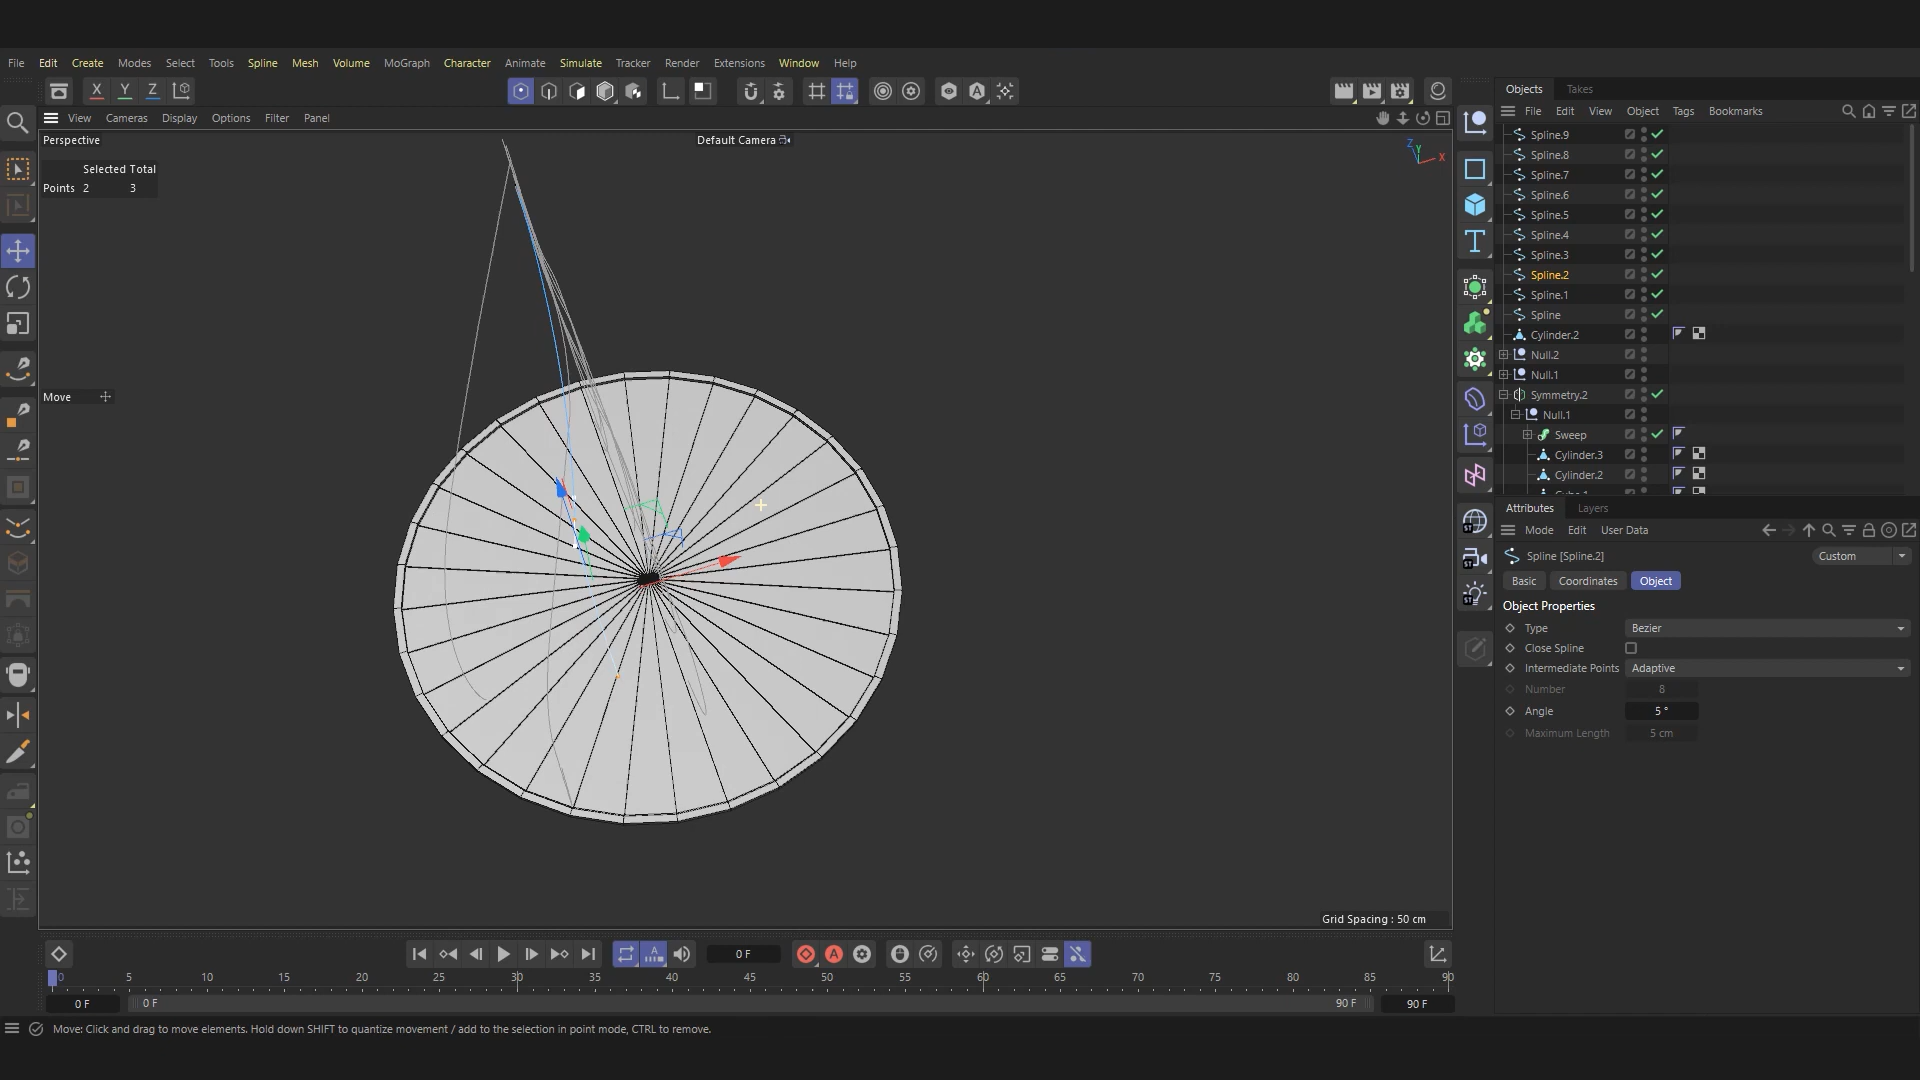 File Edit Create Modes Select Tools Spline Mesh Volume MoGraph Character Animate Simulate Tracker Render Extensions Window Help
X Y Z
View Cameras Display Options Filter Panel
Perspective
Default Camera
Selected Total
Points 2 3
Move
Z Y X
Grid Spacing : 50 cm
Objects Takes
File Edit View Object Tags Bookmarks
Spline.9
Spline.8
Spline.7
Spline.6
Spline.5
Spline.4
Spline.3
Spline.2
Spline.1
Spline
Cylinder.2
Null.2
Null.1
Symmetry.2
Null.1
Sweep
Cylinder.3
Cylinder.2
Cube.1
Attributes Layers
Mode Edit User Data
Spline [Spline.2]
Custom
Basic Coordinates Object
Object Properties
Type Bezier
Close Spline
Intermediate Points Adaptive
Number 8
Angle 5 °
Maximum Length 5 cm
0 F
0 5 10 15 20 25 30 35 40 45 50 55 60 65 70 75 80 85 90
0 F 0 F 90 F 90 F
Move: Click and drag to move elements. Hold down SHIFT to quantize movement / add to the selection in point mode, CTRL to remove.